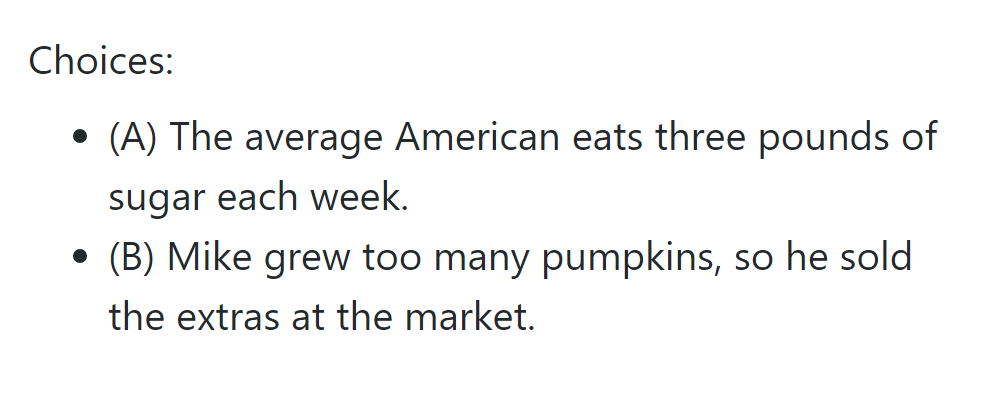 Choices:
(A) The average American eats three pounds of
sugar each week.
(B) Mike grew too many pumpkins, so he sold
the extras at the market.